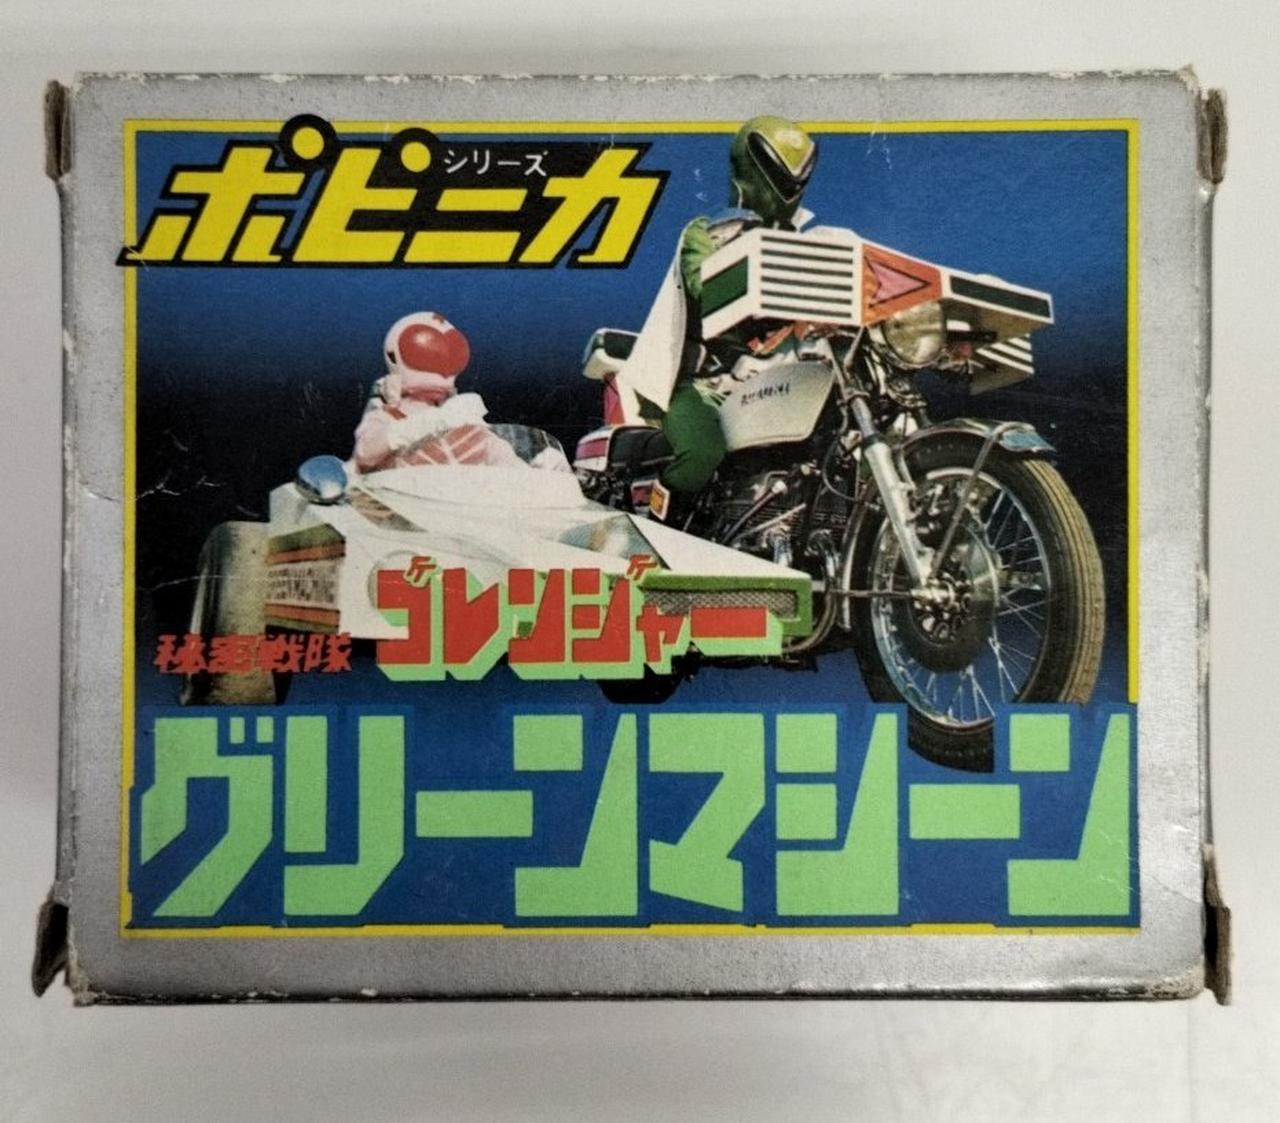 ポピニカ
シリーズ
秘密戦隊
ゴレンジャー
グリーンマシーン